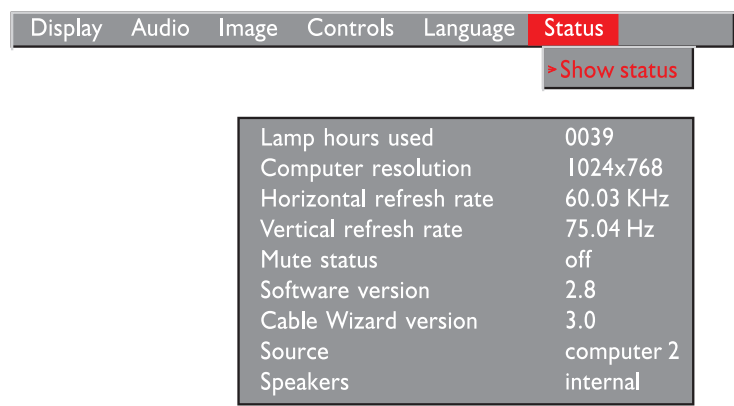 Display Audio Image Controls Language Status
➤Show status
Lamp hours used 0039
Computer resolution 1024x768
Horizontal refresh rate 60.03 KHz
Vertical refresh rate 75.04 Hz
Mute status off
Software version 2.8
Cable Wizard version 3.0
Source computer 2
Speakers internal